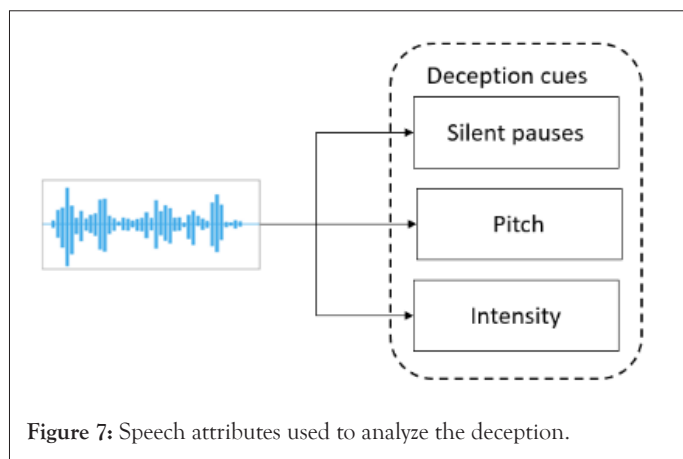 Deception cues
Silent pauses
Pitch
Intensity
Figure 7: Speech attributes used to analyze the deception.